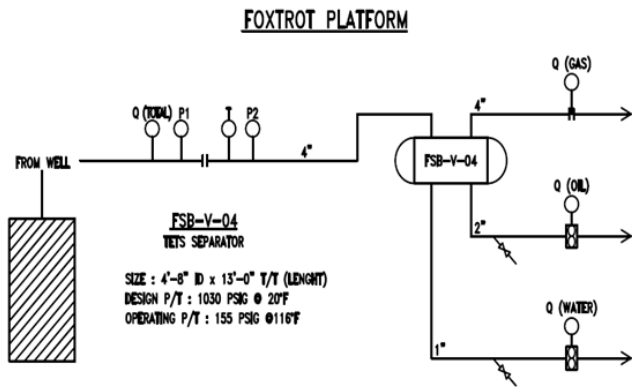 FOXTROT PLATFORM
Q (GAS)
4"
Q (TOTAL) P1 T P2
4"
FROM WELL
FSB-V-04
Q (OIL)
2"
FSB-V-04
TETS SEPARATOR
SIZE : 4'-8" ID x 13'-0" T/T (LENGHT)
DESIGN P/T : 1030 PSIG @ 20°F
OPERATING P/T : 155 PSIG @116°F
Q (WATER)
1"